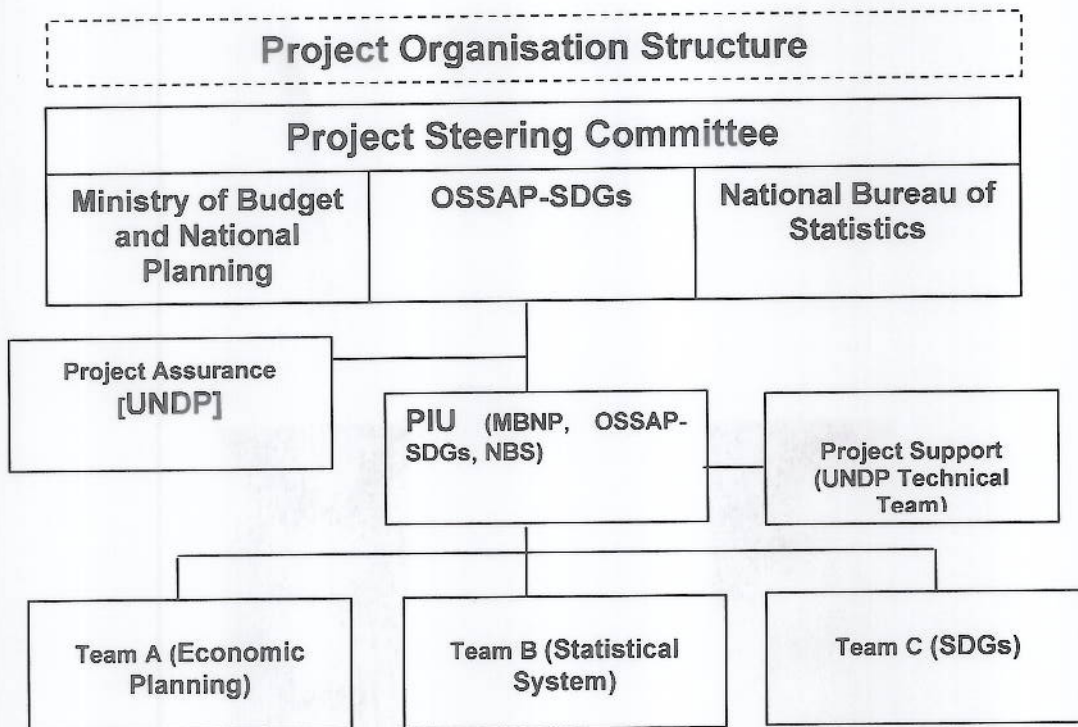 Project Organisation Structure
Project Steering Committee
Ministry of Budget
and National
Planning
OSSAP-SDGs
National Bureau of
Statistics
Project Assurance
[UNDP]
PIU (MBNP, OSSAP-
SDGs, NBS)
Project Support
(UNDP Technical
Team)
Team A (Economic
Planning)
Team B (Statistical
System)
Team C (SDGs)